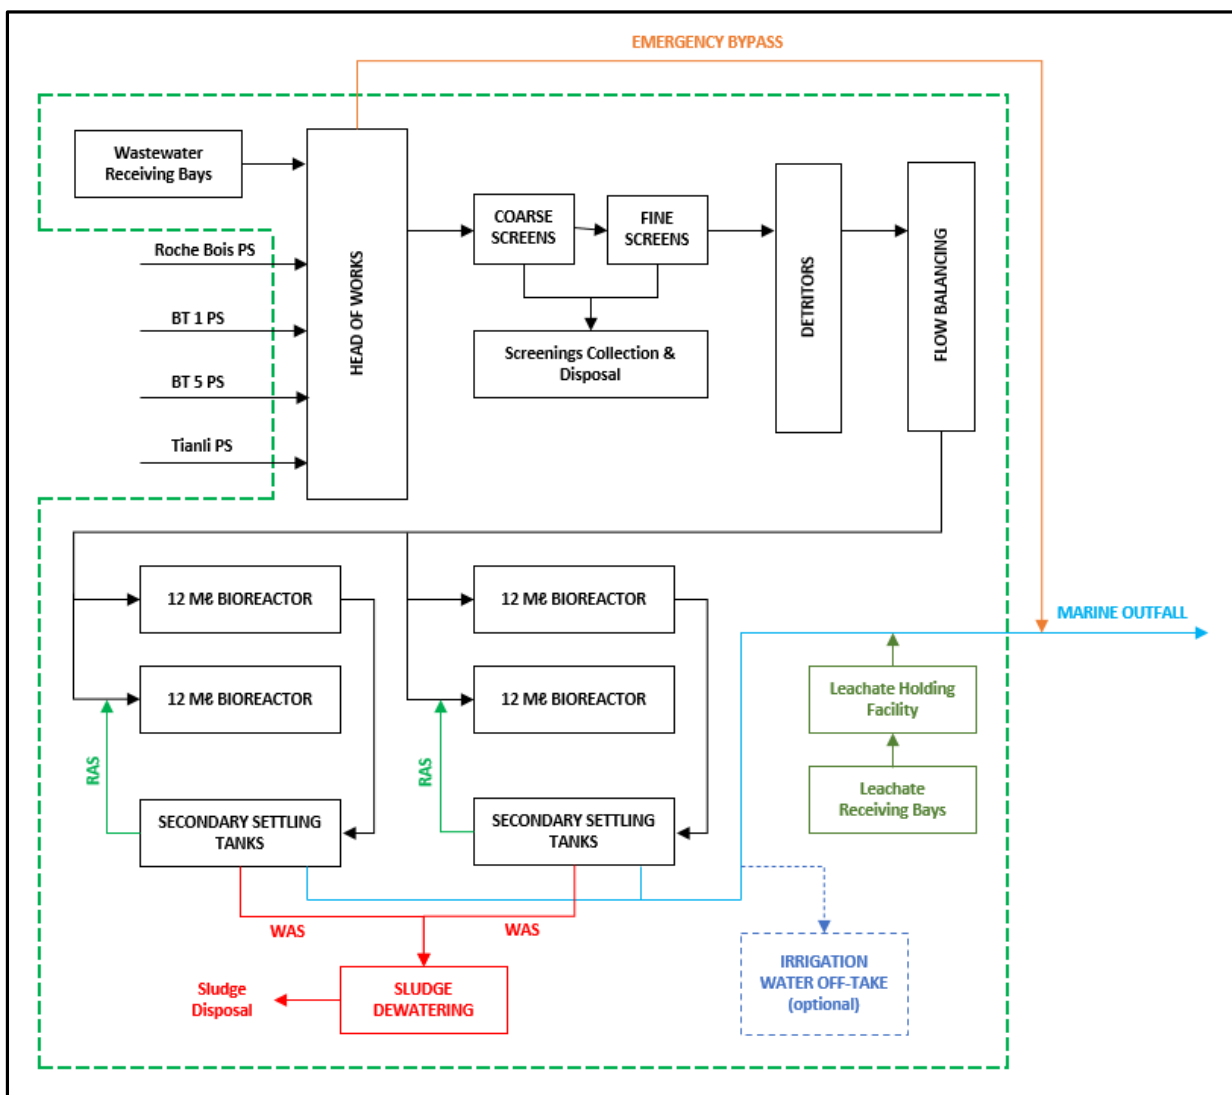 EMERGENCY BYPASS
Wastewater
Receiving Bays
Roche Bois PS
BT 1 PS
BT 5 PS
Tianli PS
HEAD OF WORKS
COARSE
SCREENS
FINE
SCREENS
Screenings Collection &
Disposal
DETRITORS
FLOW BALANCING
12 Mℓ BIOREACTOR
12 Mℓ BIOREACTOR
12 Mℓ BIOREACTOR
12 Mℓ BIOREACTOR
MARINE OUTFALL
Leachate Holding
Facility
Leachate
Receiving Bays
RAS
RAS
SECONDARY SETTLING
TANKS
SECONDARY SETTLING
TANKS
WAS
WAS
Sludge
Disposal
SLUDGE
DEWATERING
IRRIGATION
WATER OFF-TAKE
(optional)